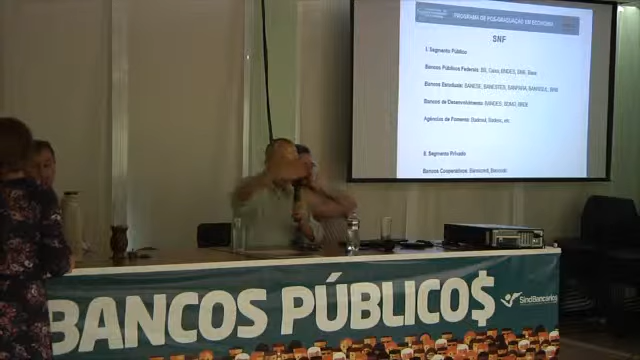 PROGRAMA DE PÓS-GRADUAÇÃO EM ECONOMIA
SNF
I. Segmento Público
Bancos Públicos Federais: BB, Caixa, BNDES, BNB, Basa
Bancos Estaduais: BANESE, BANESTES, BANPARÁ, BANRISUL, BRB
Bancos de Desenvolvimento: BANDES, BDMG, BRDE
Agências de Fomento: Badesul, etc.
II. Segmento Privado
Bancos Cooperativos: Bansicredi, Bancoob
BANCOS PÚBLICO$
SindBancários